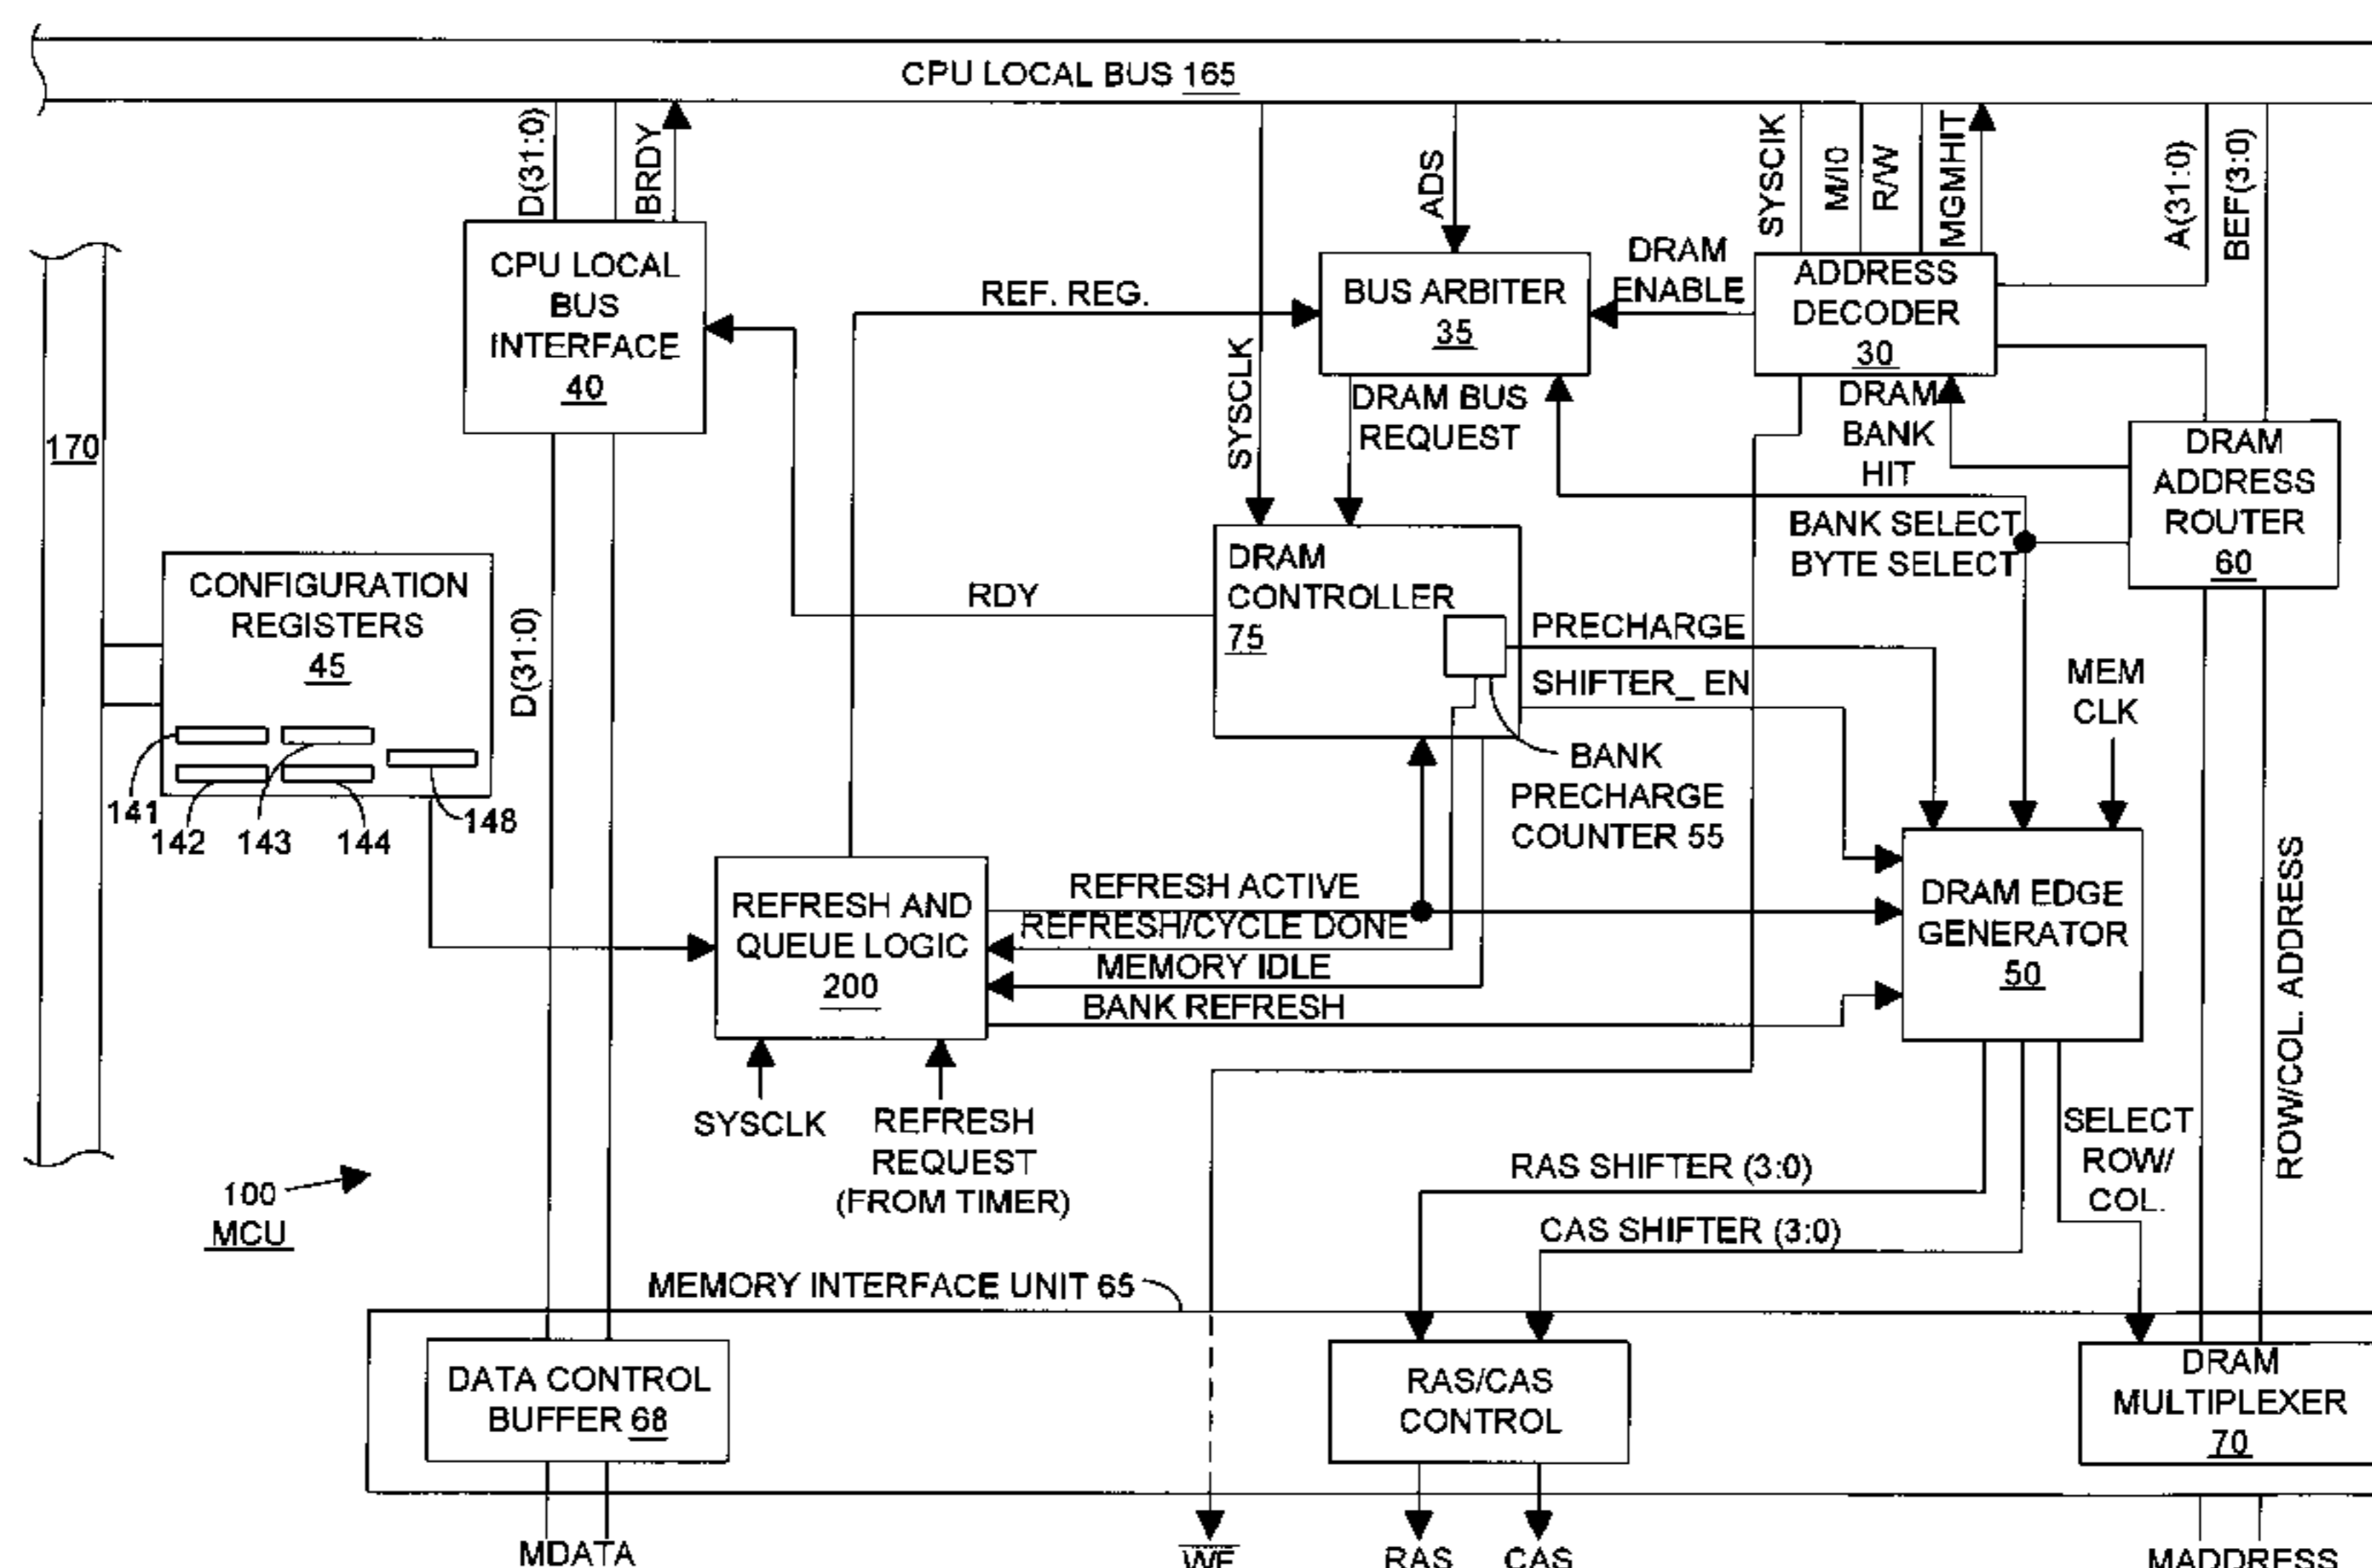 CPU LOCAL BUS 165
D(31:0)
BRDY
ADS
SYSCIK
M/I0
R/W
MGMHIT
A(31:0)
BEF(3:0)
CPU LOCAL
BUS
INTERFACE
40
REF. REG.
SYSCLK
BUS ARBITER
35
DRAM
ENABLE
ADDRESS
DECODER
30
DRAM BUS
REQUEST
DRAM
BANK
HIT
DRAM
ADDRESS
ROUTER
60
170
BANK SELECT
BYTE SELECT
CONFIGURATION
REGISTERS
45
141
142
143
144
148
D(31:0)
RDY
DRAM
CONTROLLER
75
PRECHARGE
SHIFTER_ EN
BANK
PRECHARGE
COUNTER 55
MEM
CLK
REFRESH AND
QUEUE LOGIC
200
REFRESH ACTIVE
REFRESH/CYCLE DONE
MEMORY IDLE
BANK REFRESH
DRAM EDGE
GENERATOR
50
ROW/COL. ADDRESS
SYSCLK
REFRESH
REQUEST
(FROM TIMER)
100
MCU
RAS SHIFTER (3:0)
CAS SHIFTER (3:0)
SELECT
ROW/
COL.
MEMORY INTERFACE UNIT 65
DATA CONTROL
BUFFER 68
RAS/CAS
CONTROL
DRAM
MULTIPLEXER
70
MDATA
WE
RAS
CAS
MADDRESS